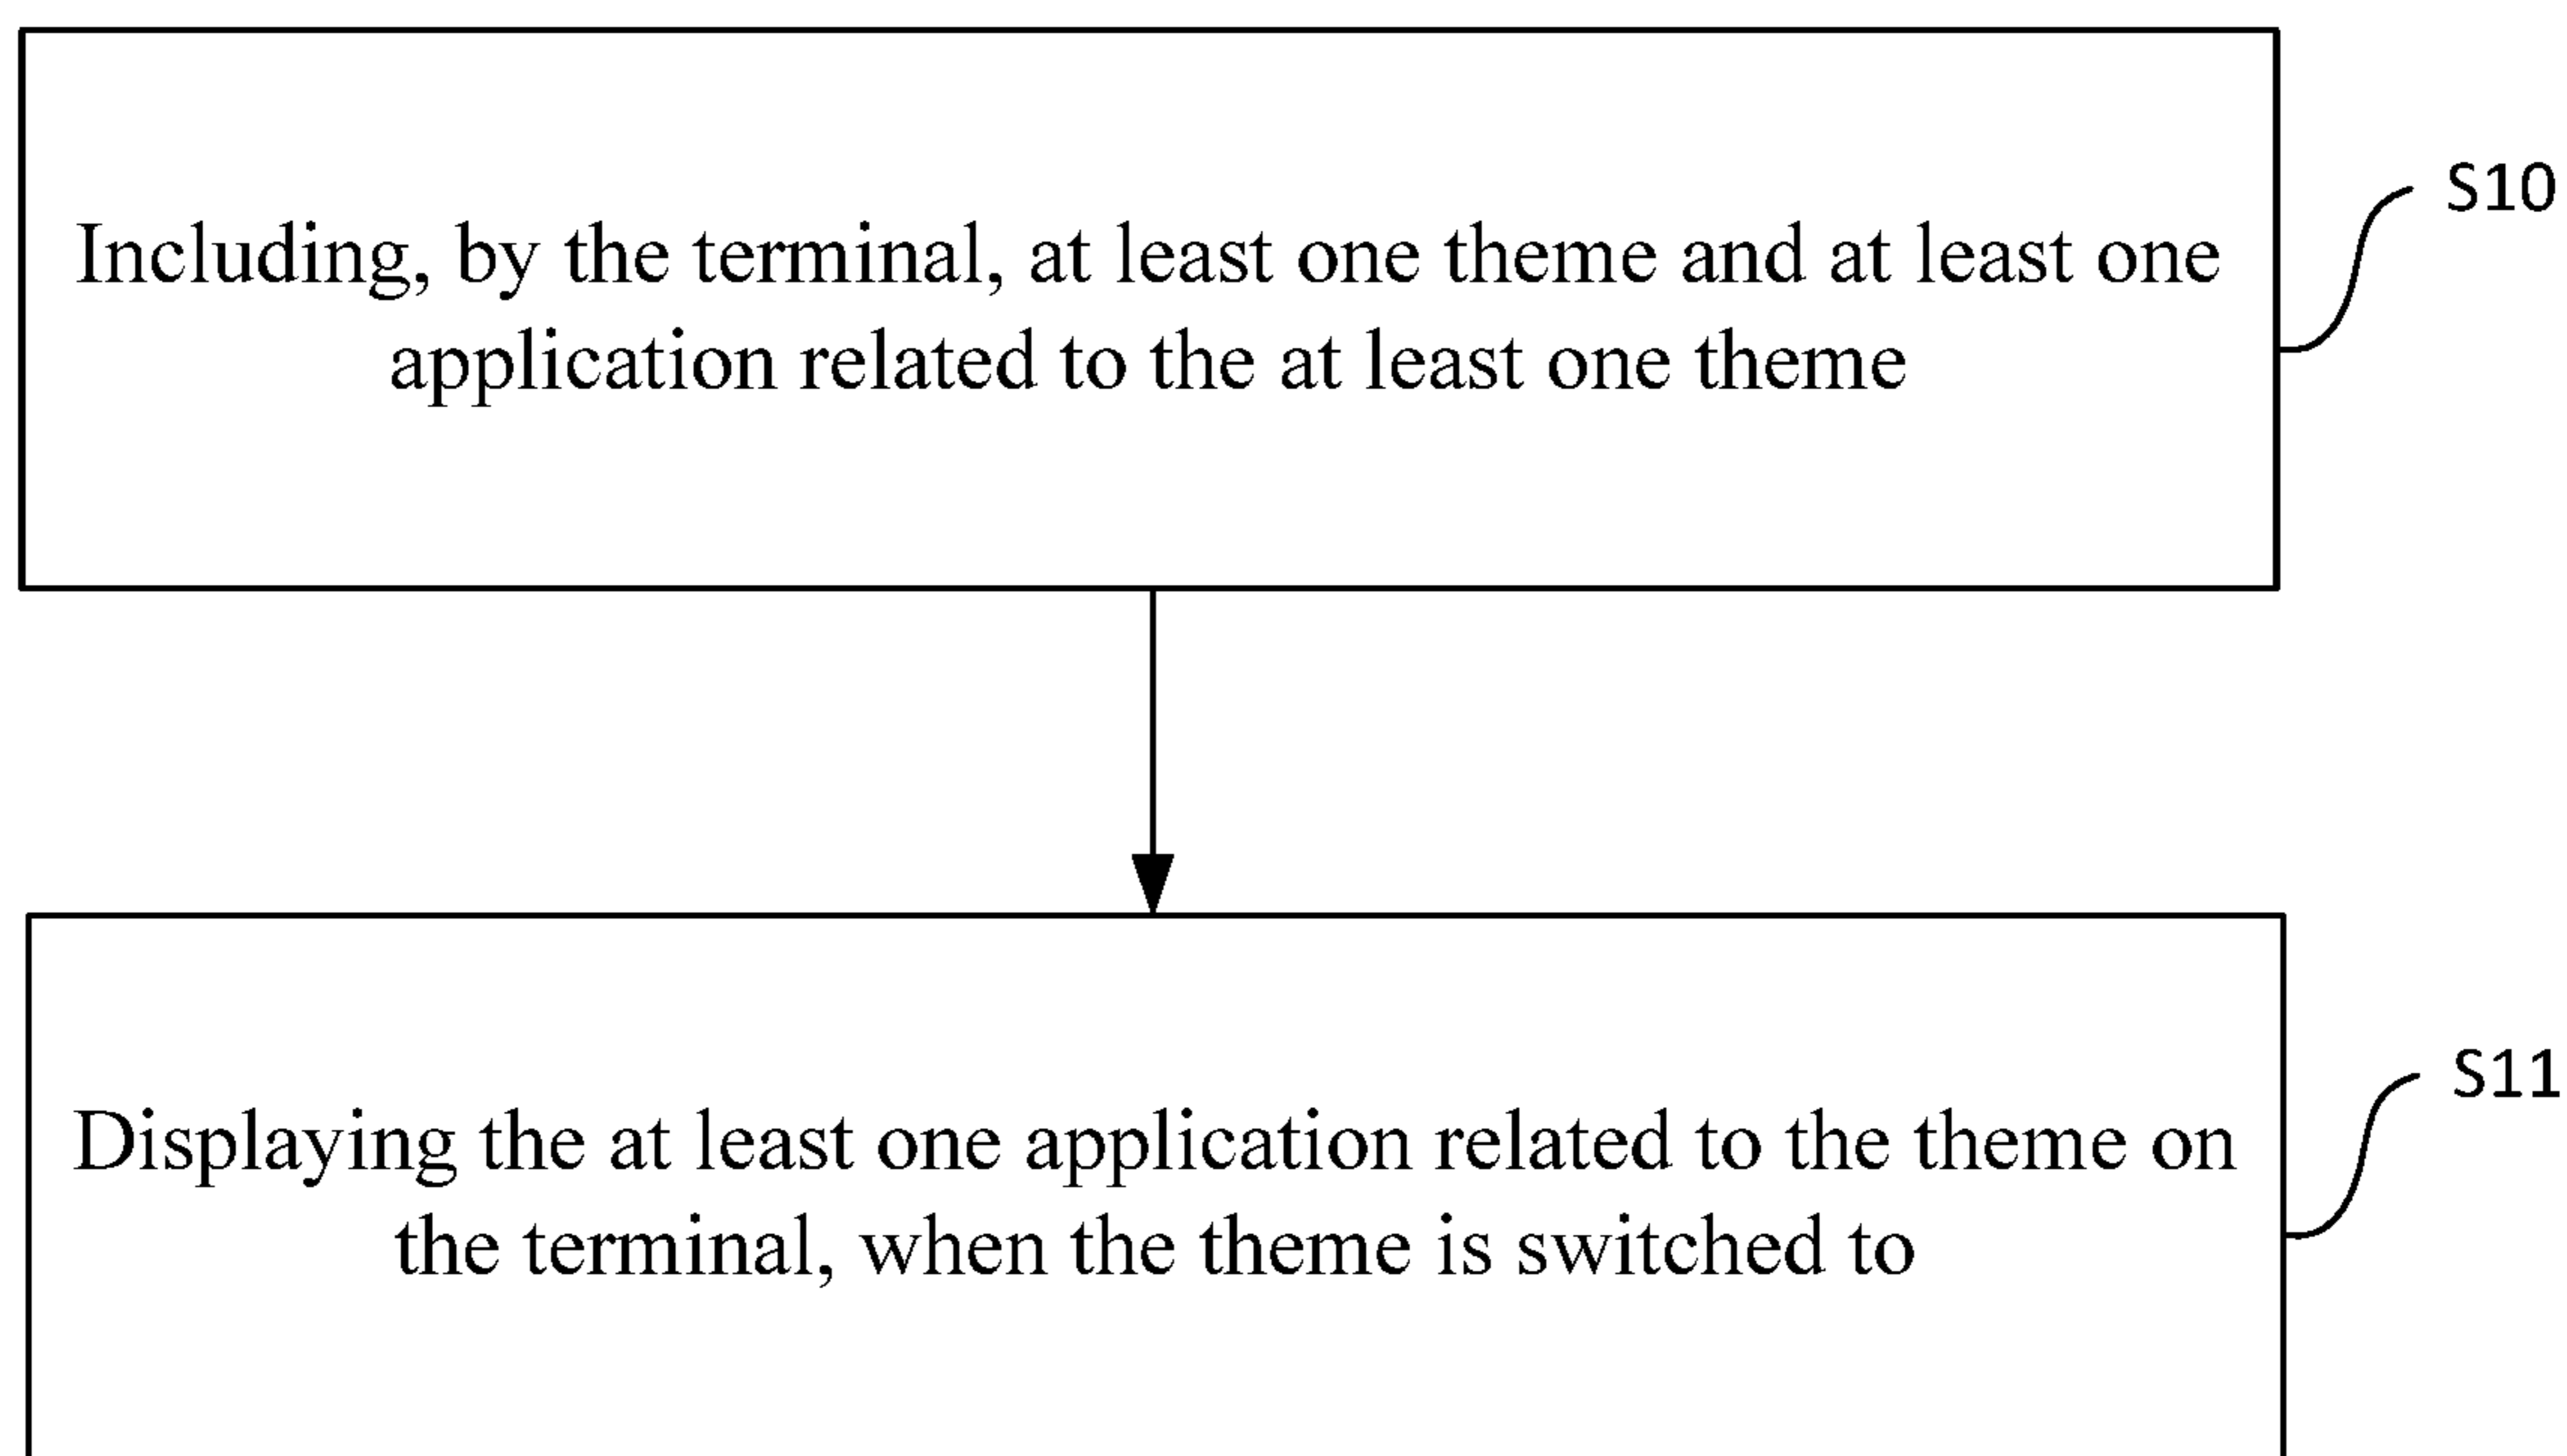 S10
Including, by the terminal, at least one theme and at least one
application related to the at least one theme
S11
Displaying the at least one application related to the theme on
the terminal, when the theme is switched to